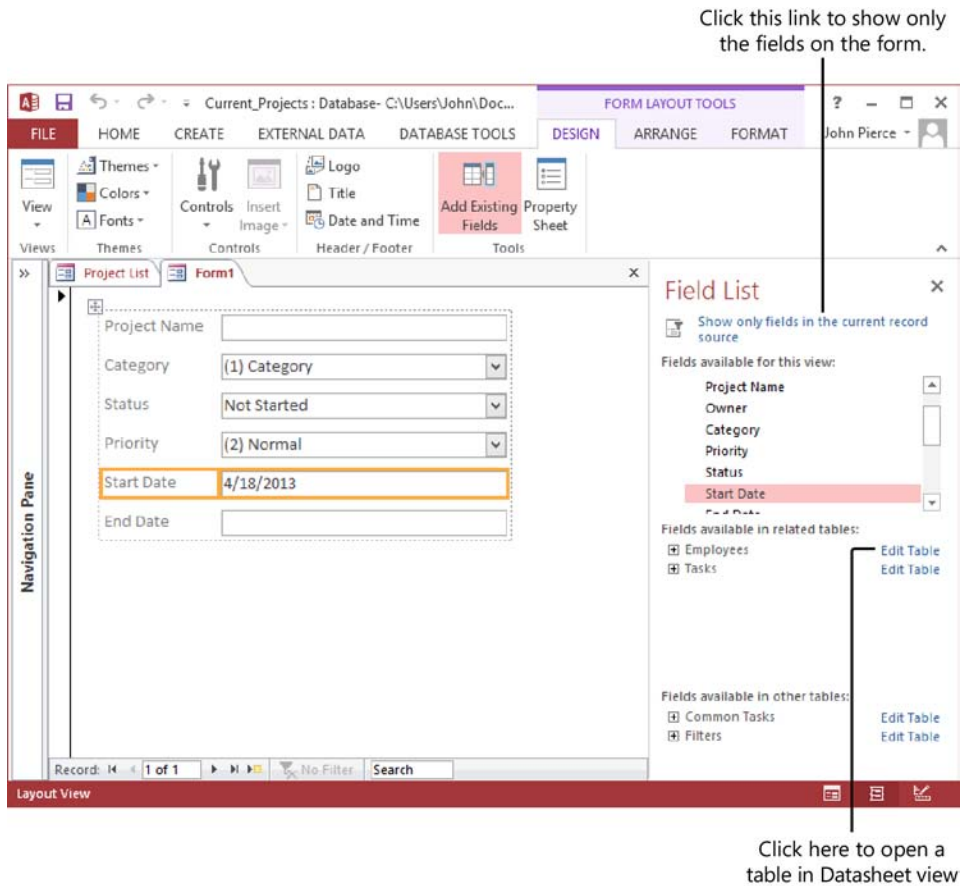 Click this link to show only
the fields on the form.
Current_Projects : Database- C:\Users\John\Doc...
FORM LAYOUT TOOLS
?
FILE
HOME
CREATE
EXTERNAL DATA
DATABASE TOOLS
DESIGN
ARRANGE
FORMAT
John Pierce
View
Themes
Colors
A Fonts
Controls
Insert
Image
Logo
Title
Date and Time
Add Existing
Fields
Property
Sheet
Views
Themes
Controls
Header / Footer
Tools
Project List
Form1
Project Name
Category
(1) Category
Status
Not Started
Priority
(2) Normal
Start Date
4/18/2013
End Date
Navigation Pane
Field List
Show only fields in the current record
source
Fields available for this view:
Project Name
Owner
Category
Priority
Status
Start Date
End Date
Fields available in related tables:
Employees
Edit Table
Tasks
Edit Table
Fields available in other tables:
Common Tasks
Edit Table
Filters
Edit Table
Record:
1 of 1
No Filter
Search
Layout View
Click here to open a
table in Datasheet view